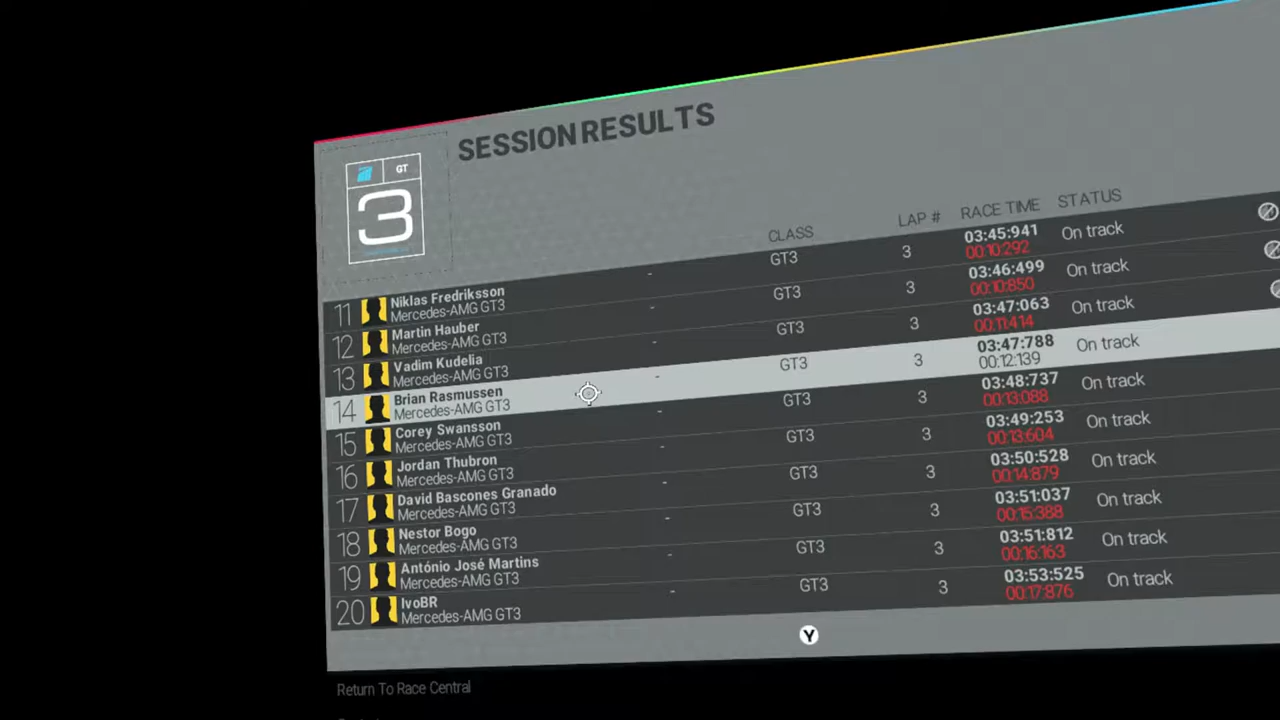 GT
3
SESSION RESULTS
CLASS LAP # RACE TIME STATUS
11 Niklas Fredriksson - GT3 3 03:45:941 On track
Mercedes-AMG GT3 00:10:292
12 Martin Hauber - GT3 3 03:46:499 On track
Mercedes-AMG GT3 00:10:850
13 Vadim Kudelia - GT3 3 03:47:063 On track
Mercedes-AMG GT3 00:11:414
14 Brian Rasmussen - GT3 3 03:47:788 On track
Mercedes-AMG GT3 00:12:139
15 Corey Swansson - GT3 3 03:48:737 On track
Mercedes-AMG GT3 00:13:088
16 Jordan Thubron - GT3 3 03:49:253 On track
Mercedes-AMG GT3 00:13:604
17 David Bascones Granado - GT3 3 03:50:528 On track
Mercedes-AMG GT3 00:14:879
18 Nestor Bogo - GT3 3 03:51:037 On track
Mercedes-AMG GT3 00:15:388
19 António José Martins - GT3 3 03:51:812 On track
Mercedes-AMG GT3 00:16:163
20 IvoBR - GT3 3 03:53:525 On track
Mercedes-AMG GT3 00:17:876
Y
Return To Race Central